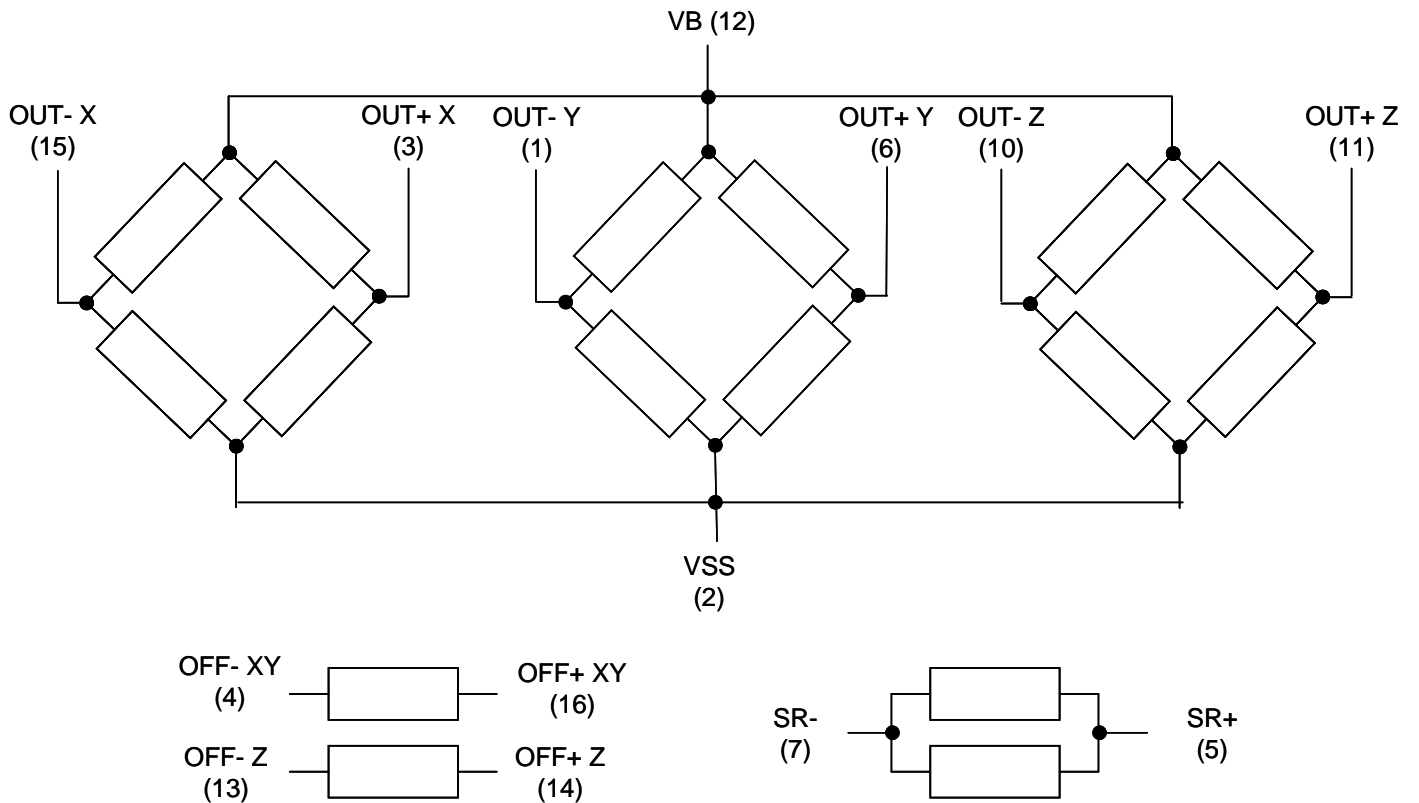 VB (12)
OUT- X
(15)
OUT+ X
(3)
OUT- Y
(1)
OUT+ Y
(6)
OUT- Z
(10)
OUT+ Z
(11)
VSS
(2)
OFF- XY
(4)
OFF+ XY
(16)
OFF- Z
(13)
OFF+ Z
(14)
SR-
(7)
SR+
(5)